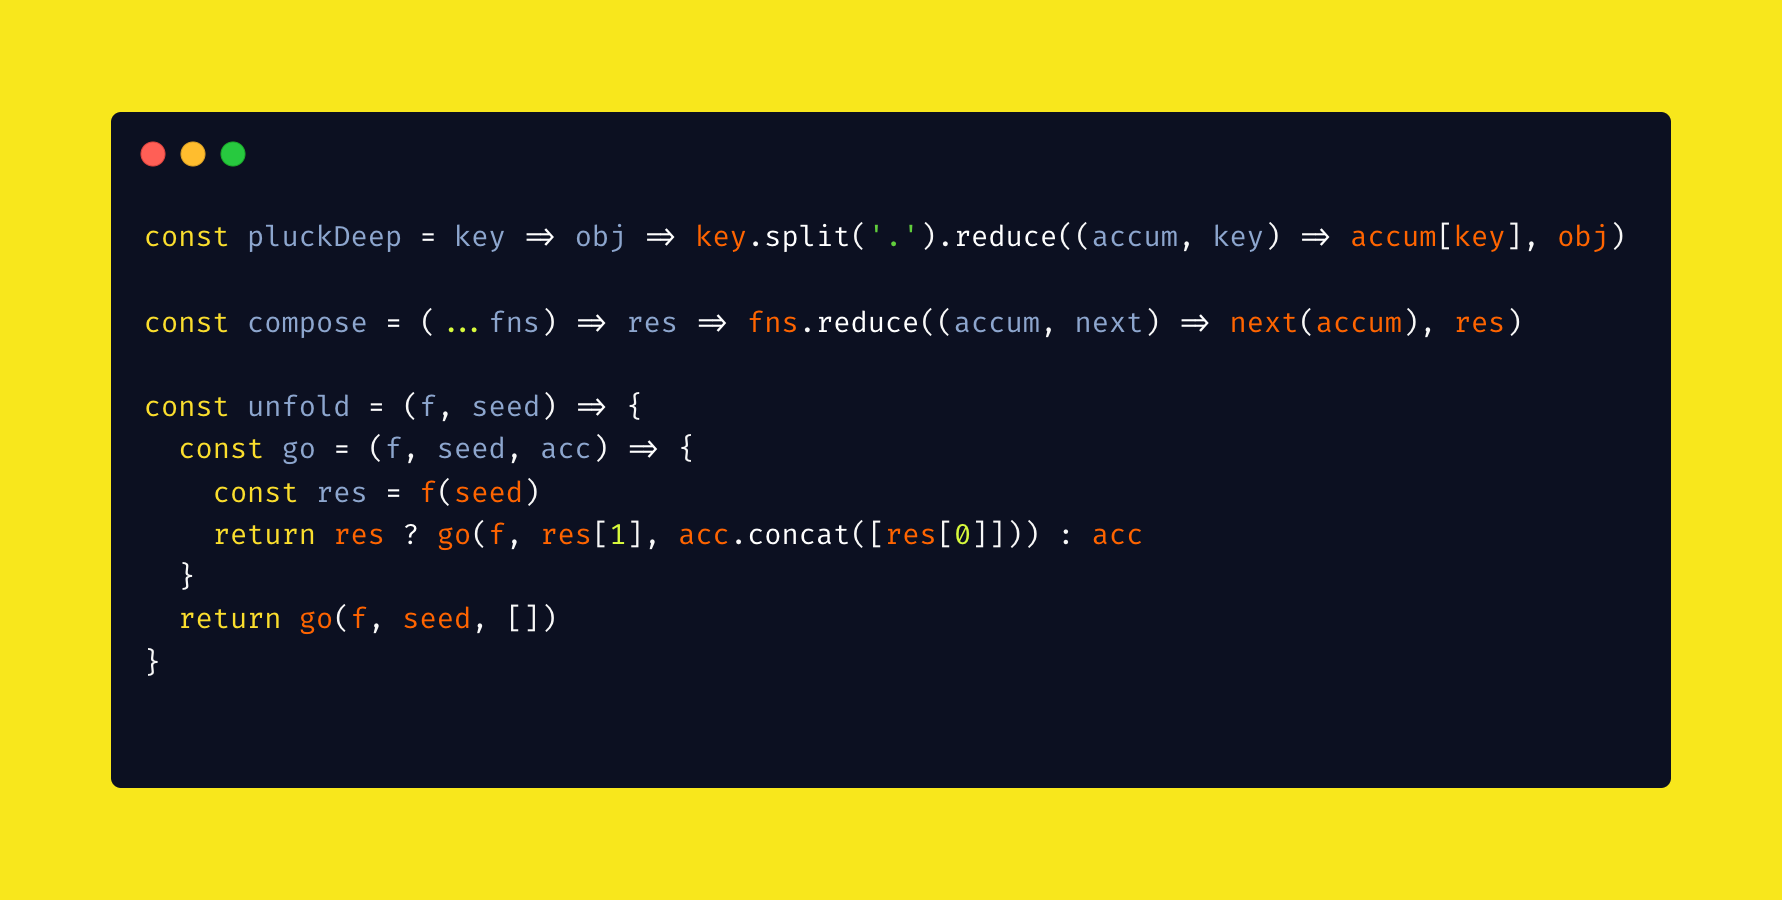 const pluckDeep = key => obj => key.split('.').reduce((accum, key) => accum[key], obj)
const compose = (...fns) => res => fns.reduce((accum, next) => next(accum), res)
const unfold = (f, seed) => {
const go = (f, seed, acc) => {
const res = f(seed)
return res ? go(f, res[1], acc.concat([res[0]])) : acc
}
return go(f, seed, [])
}